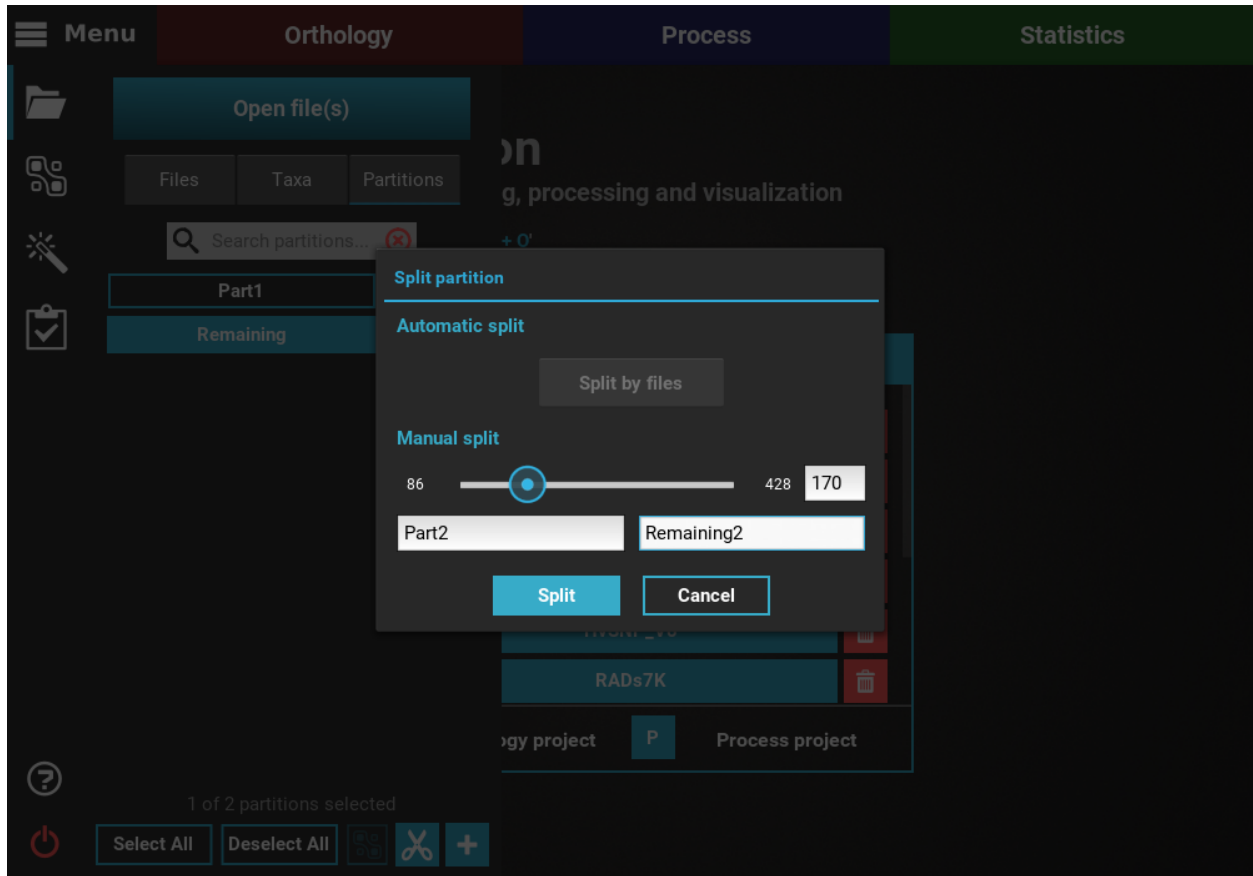 Menu
Orthology
Process
Statistics
Open file(s)
on
Files
Taxa
Partitions
g, processing and visualization
Search partitions...
+ O'
Split partition
Part1
Automatic split
Remaining
Split by files
Manual split
86
428
170
Part2
Remaining2
Split
Cancel
RADs7K
ogy project
P
Process project
1 of 2 partitions selected
Select All
Deselect All
+